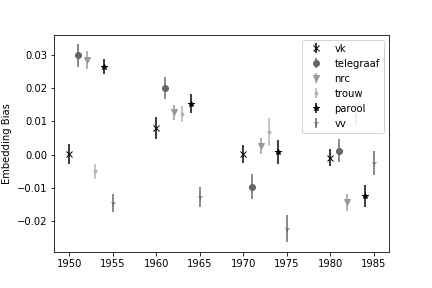 0.03
0.02
0.01
0.00
−0.01
−0.02
Embedding Bias
vk
telegraaf
nrc
trouw
parool
vv
1950 1955 1960 1965 1970 1975 1980 1985